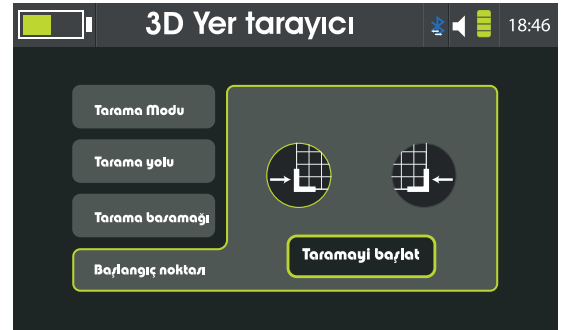 3D Yer tarayıcı
18:46
Tarama Modu
Tarama yolu
Tarama basamağı
Başlangıç noktası
Taramayi başlat